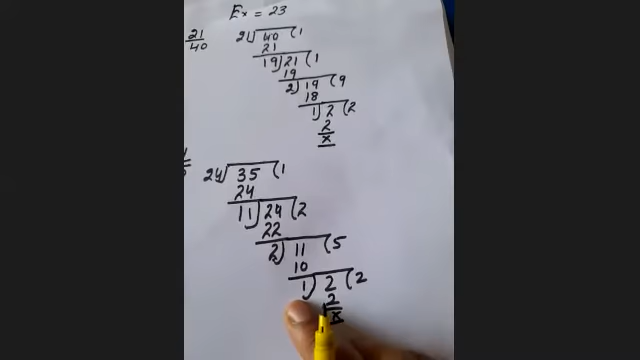 Ex = 23
21
40
21) 40 (1
21
19) 21 (1
19
2) 19 (9
18
1) 2 (2
2
x
24) 35 (1
24
11) 24 (2
22
2) 11 (5
10
1) 2 (2
2
x